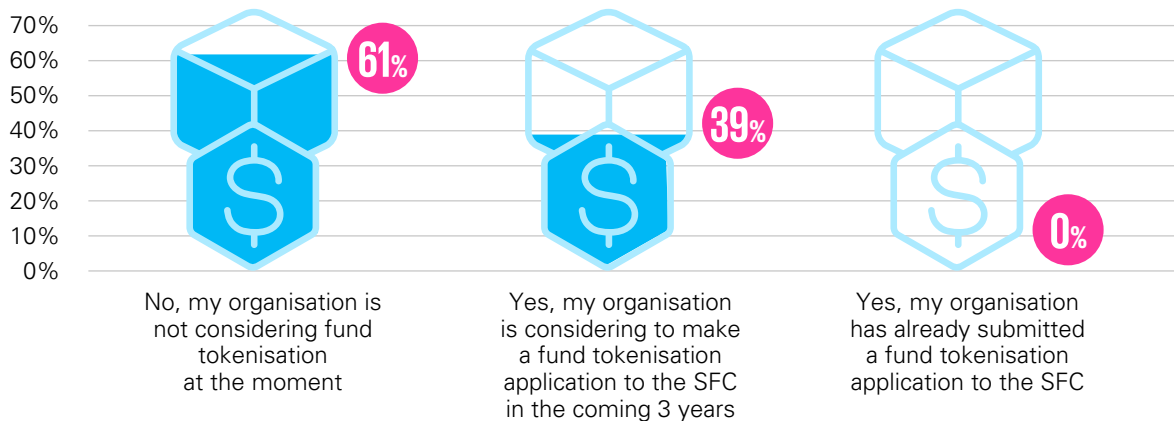 70%
60%
50%
40%
30%
20%
10%
0%
61%
39%
0%
$
$
$
No, my organisation is
not considering fund
tokenisation
at the moment
Yes, my organisation
is considering to make
a fund tokenisation
application to the SFC
in the coming 3 years
Yes, my organisation
has already submitted
a fund tokenisation
application to the SFC